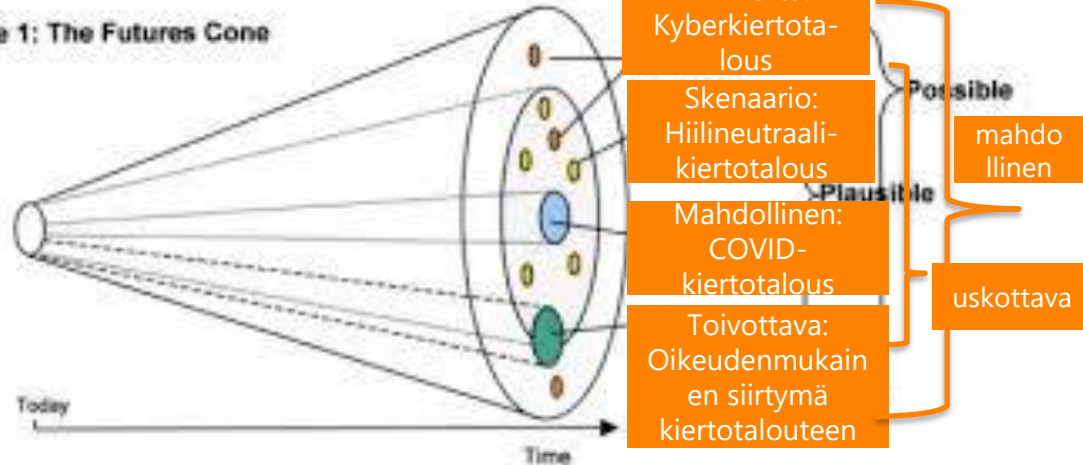 e 1: The Futures Cone
Kyberkiertota-
lous
Skenaario:
Hiilineutraali-
kiertotalous
Mahdollinen:
COVID-
kiertotalous
Toivottava:
Oikeudenmukain
en siirtymä
kiertotalouteen
Possible
mahdo
llinen
Plausible
uskottava
Today
Time